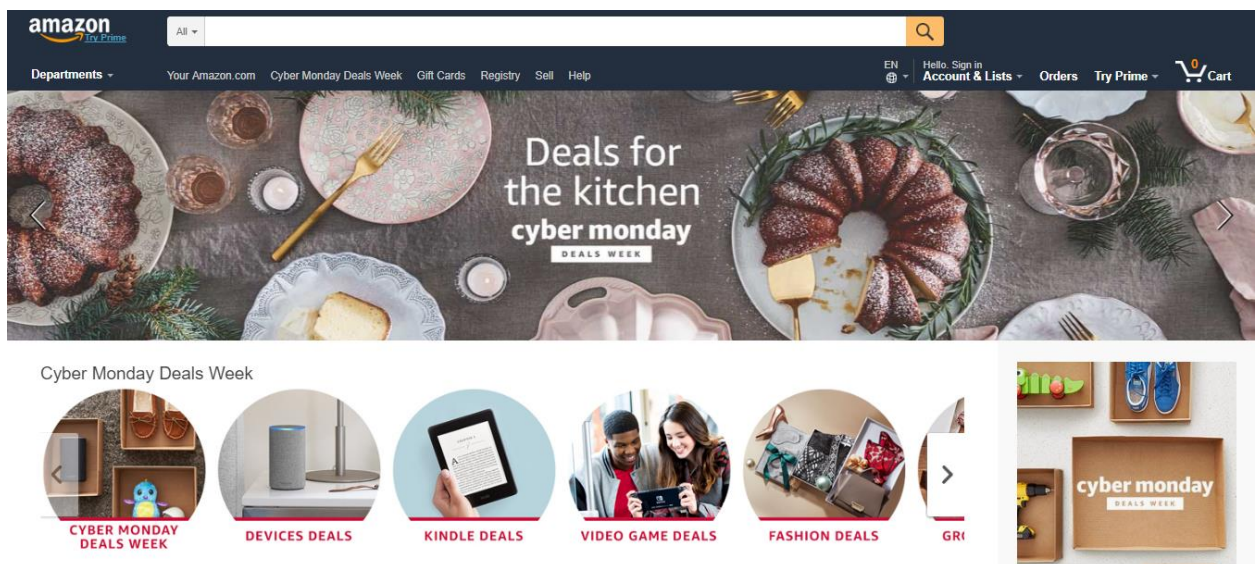 amazon
Try Prime
All
Departments
Your Amazon.com Cyber Monday Deals Week Gift Cards Registry Sell Help
EN
Hello. Sign in
Account & Lists
Orders
Try Prime
0
Cart
Deals for
the kitchen
cyber monday
DEALS WEEK
Cyber Monday Deals Week
CYBER MONDAY
DEALS WEEK
DEVICES DEALS
KINDLE DEALS
VIDEO GAME DEALS
FASHION DEALS
cyber monday
DEALS WEEK